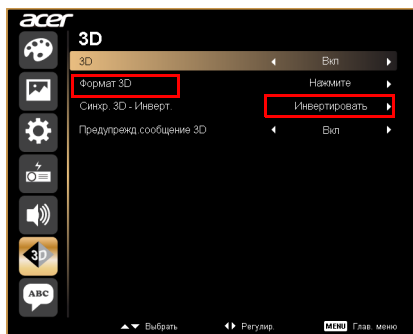 acer
3D
3D Вкл
Формат 3D Нажмите
Синхр. 3D - Инверт. Инвертировать
Предупрежд.сообщение 3D Вкл
3D
ABC
Выбрать Регулир. MENU Глав. меню